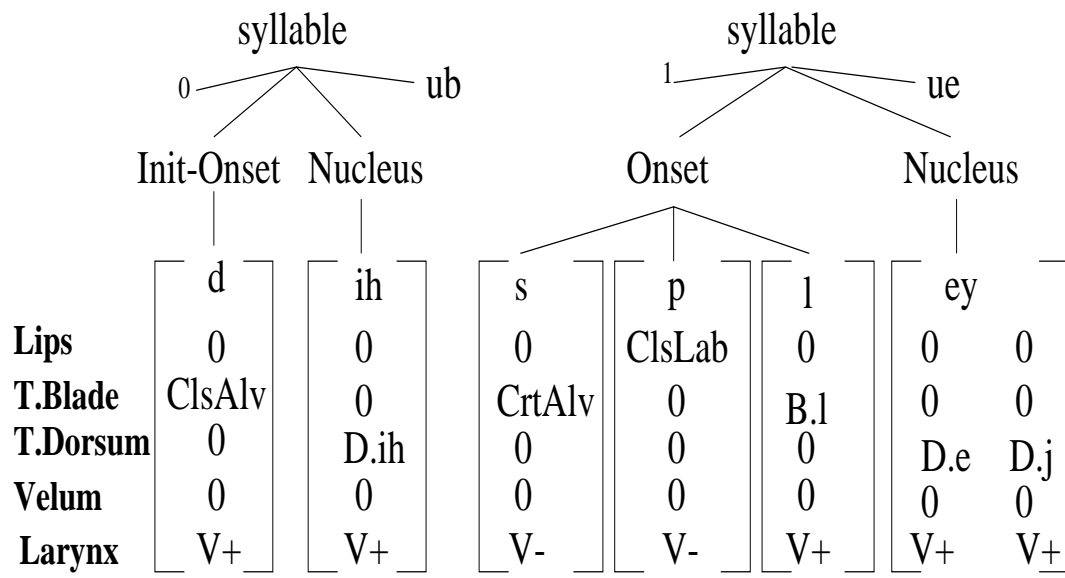 syllable syllable
0 ub 1 ue
Init-Onset Nucleus Onset Nucleus
d ih s p l ey
Lips 0 0 0 ClsLab 0 0 0
T.Blade ClsAlv 0 CrtAlv 0 B.l 0 0
T.Dorsum 0 D.ih 0 0 0 D.e D.j
Velum 0 0 0 0 0 0 0
Larynx V+ V+ V- V- V+ V+ V+